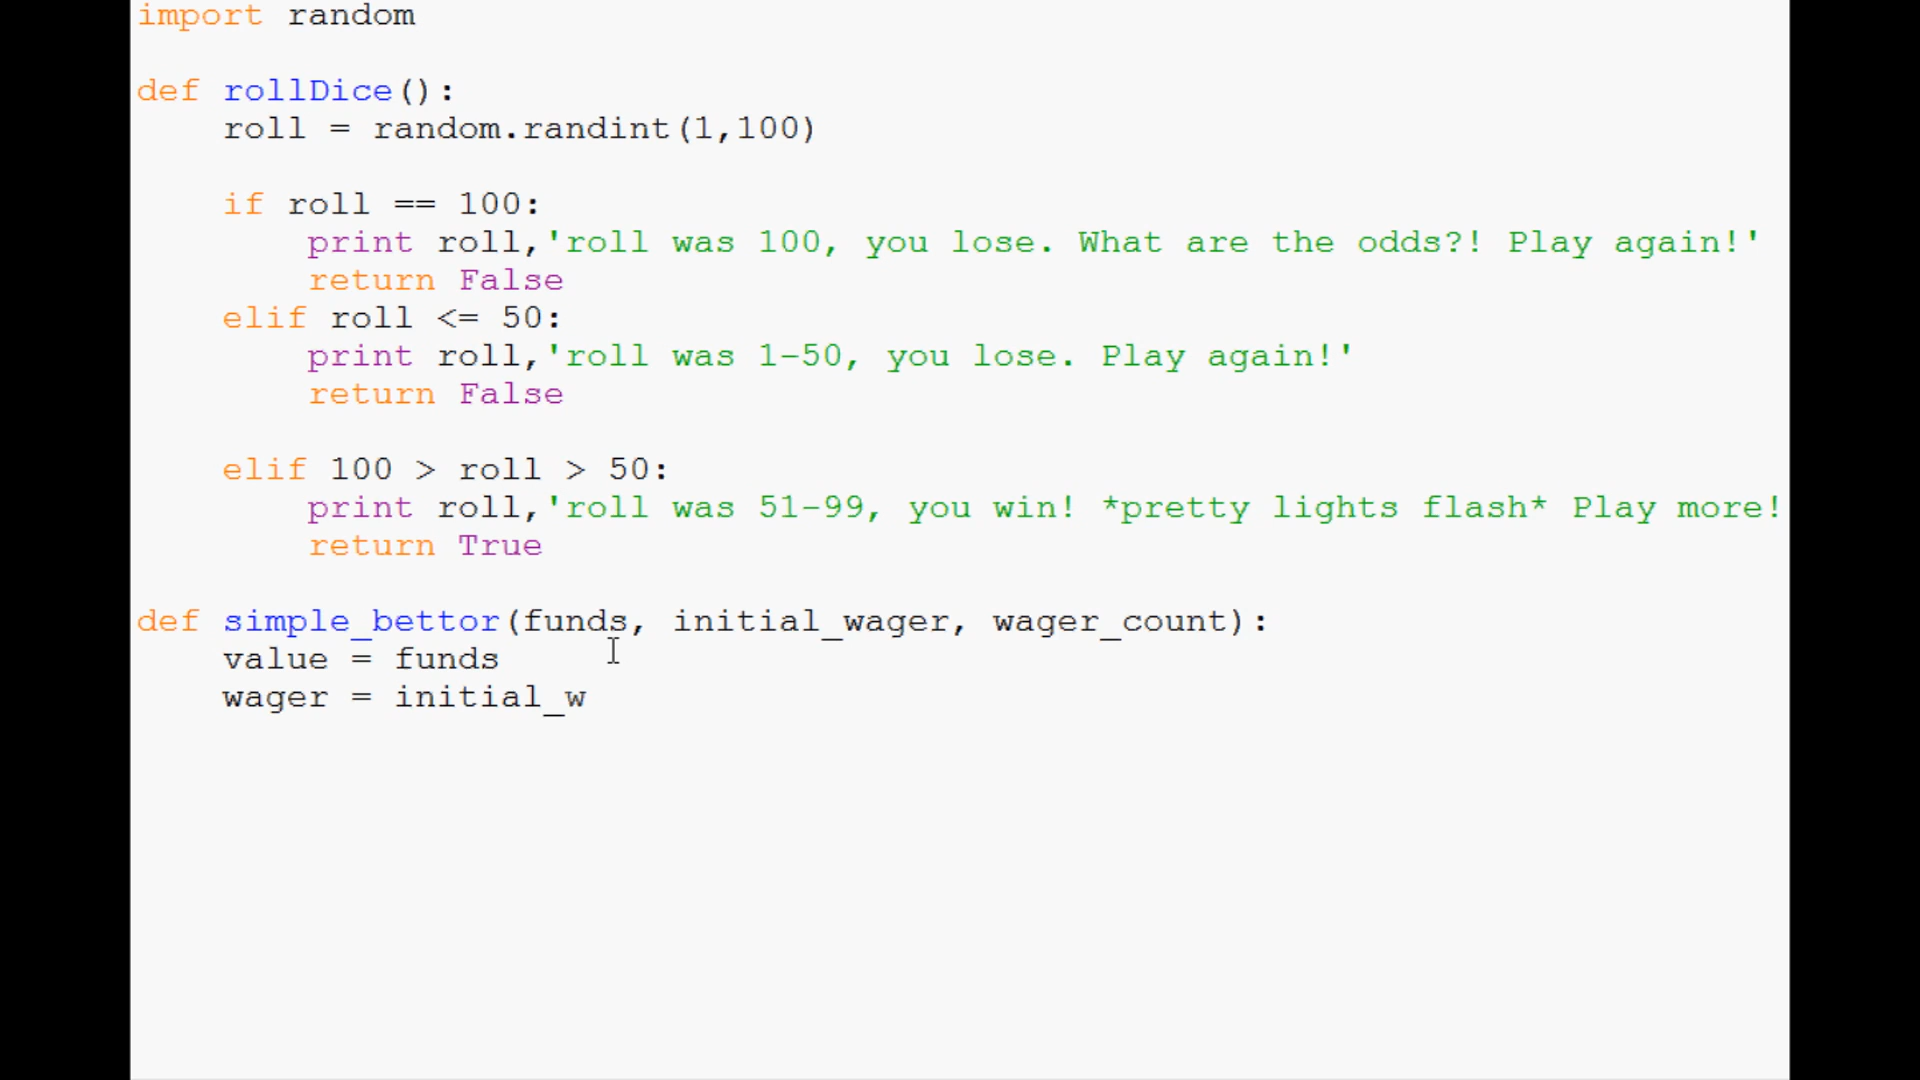 import random
def rollDice():
roll = random.randint(1,100)
if roll == 100:
print roll,'roll was 100, you lose. What are the odds?! Play again!'
return False
elif roll <= 50:
print roll,'roll was 1-50, you lose. Play again!'
return False
elif 100 > roll > 50:
print roll,'roll was 51-99, you win! *pretty lights flash* Play more!
return True
def simple_bettor(funds, initial_wager, wager_count):
value = funds
wager = initial_w